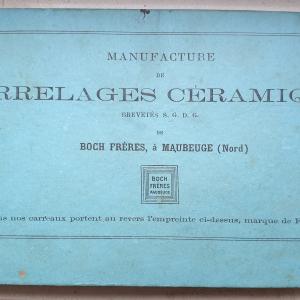 MANUFACTURE
DE
RRELAGES CÉRAMIQ
BREVETÉS S. G. D. G.
DE
BOCH FRÈRES, à MAUBEUGE (Nord)
BOCH
FRÈRES
MAUBEUGE
us nos carreaux portent au revers l'empreinte ci-dessus, marque de F